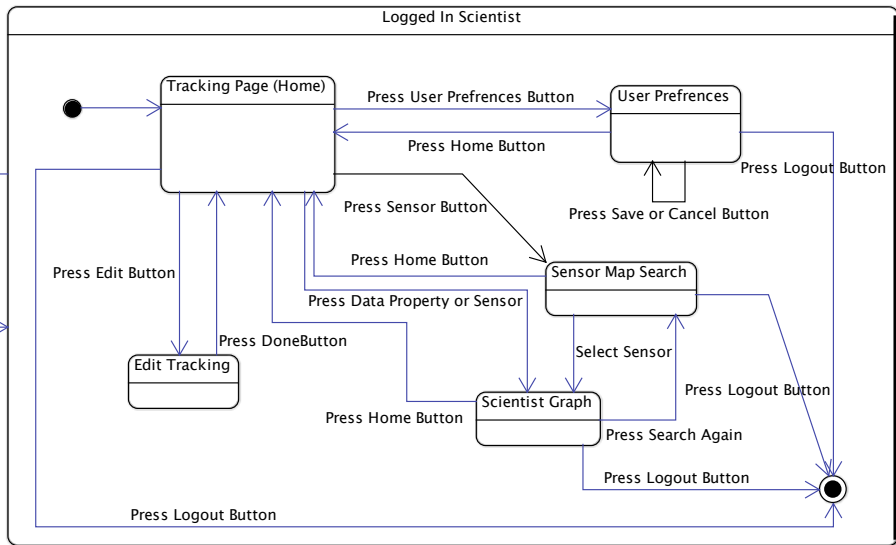 Logged In Scientist
Tracking Page (Home)
User Prefrences
Press User Prefrences Button
Press Home Button
Press Logout Button
Press Sensor Button
Press Save or Cancel Button
Press Home Button
Sensor Map Search
Press Edit Button
Press Data Property or Sensor
Press DoneButton
Select Sensor
Edit Tracking
Press Logout Button
Scientist Graph
Press Home Button
Press Search Again
Press Logout Button
Press Logout Button